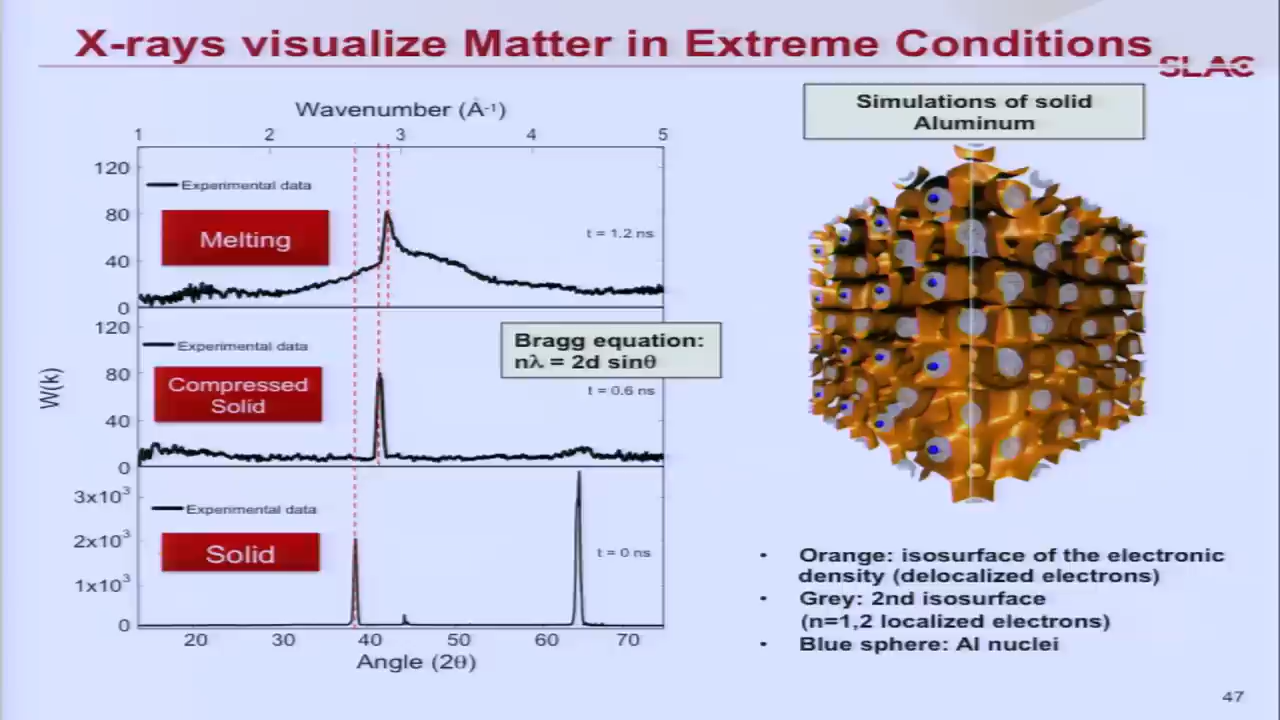 X-rays visualize Matter in Extreme Conditions
SLAC
Wavenumber (Å-1)
1 2 3 4 5
120
80
40
0
Experimental data
Melting
t = 1.2 ns
120
80
40
0
Experimental data
Compressed
Solid
t = 0.6 ns
Bragg equation:
nλ = 2d sinθ
W(k)
3x10³
2x10³
1x10³
0
Experimental data
Solid
t = 0 ns
20 30 40 50 60 70
Angle (2θ)
Simulations of solid
Aluminum
• Orange: isosurface of the electronic
density (delocalized electrons)
• Grey: 2nd isosurface
(n=1,2 localized electrons)
• Blue sphere: Al nuclei
47